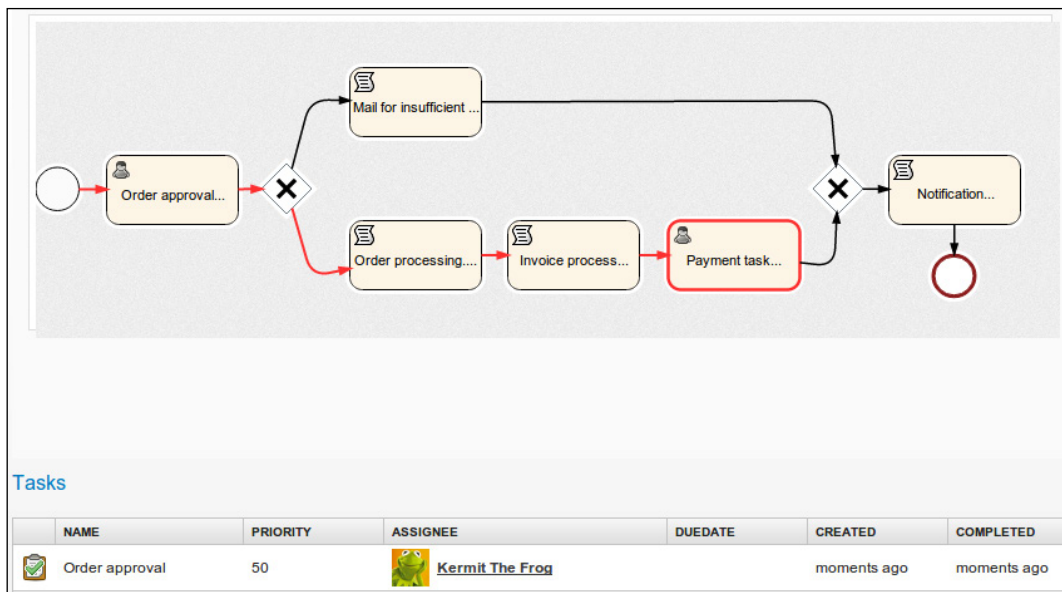 Mail for insufficient ...
Order approval...
Notification...
Order processing....
Invoice process...
Payment task...
Tasks
NAME PRIORITY ASSIGNEE DUEDATE CREATED COMPLETED
Order approval 50 Kermit The Frog moments ago moments ago